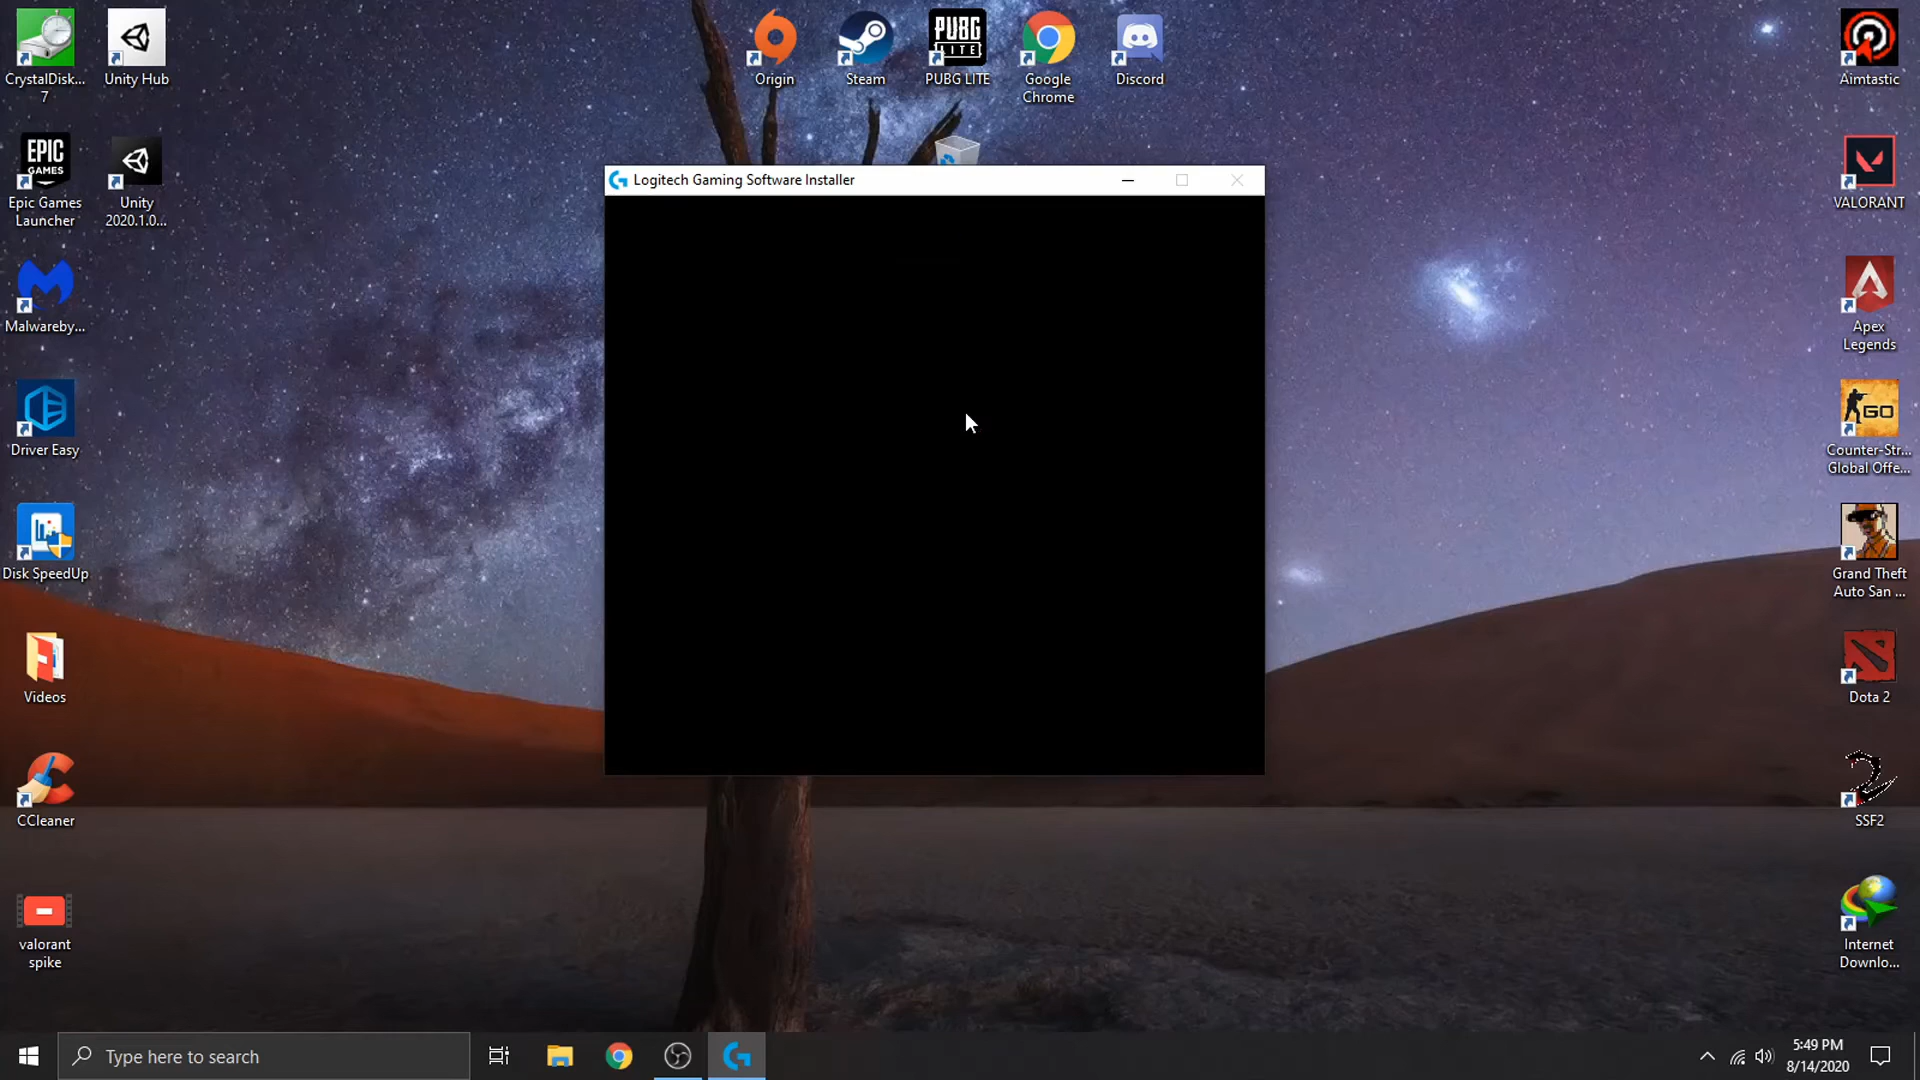 CrystalDisk...
7
Unity Hub
Origin
PUBG
LITE
Steam
PUBG LITE
Google
Chrome
Discord
Aimtastic
EPIC
GAMES
Epic Games
Launcher
Unity
2020.1.0...
Logitech Gaming Software Installer
VALORANT
Malwareby...
Apex
Legends
Driver Easy
GO
Counter-Str...
Global Offe...
Disk SpeedUp
Grand Theft
Auto San ...
Videos
Dota 2
CCleaner
SSF2
valorant
spike
Internet
Downlo...
Type here to search
5:49 PM
8/14/2020